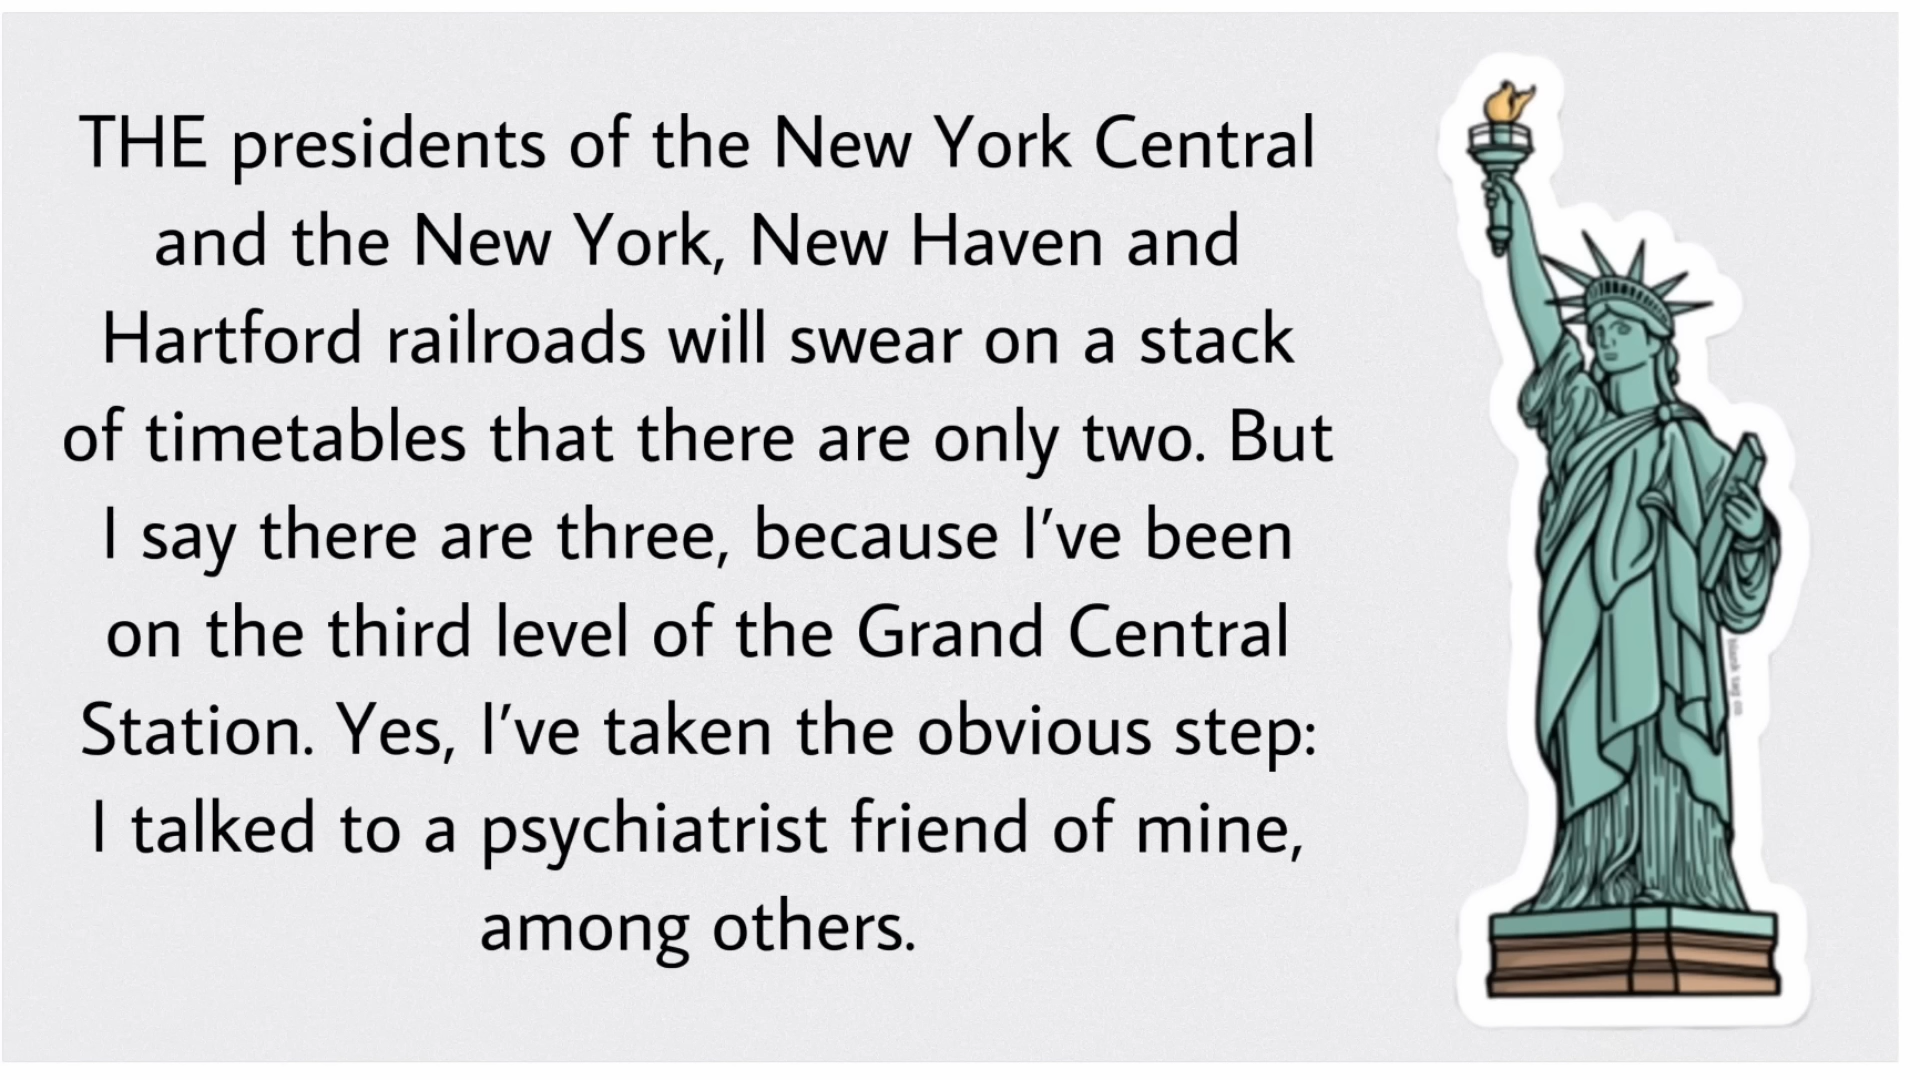 THE presidents of the New York Central
and the New York, New Haven and
Hartford railroads will swear on a stack
of timetables that there are only two. But
I say there are three, because I’ve been
on the third level of the Grand Central
Station. Yes, I’ve taken the obvious step:
I talked to a psychiatrist friend of mine,
among others.